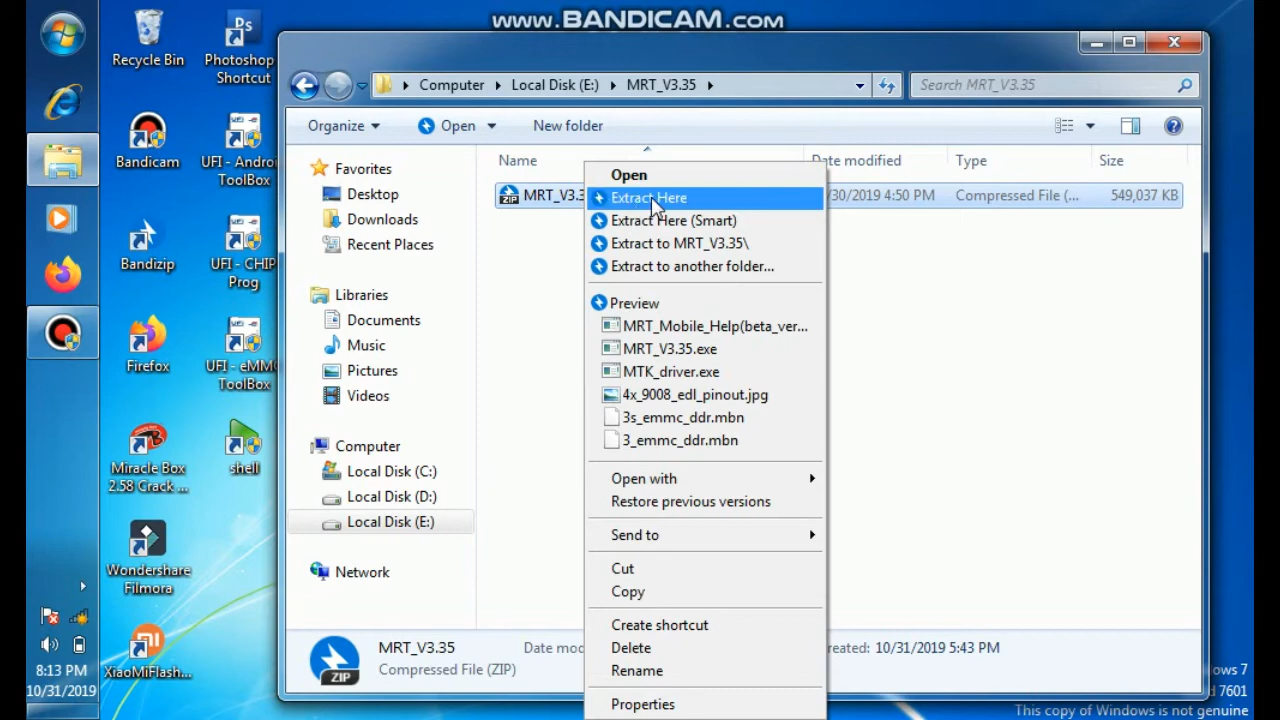 www.BANDICAM.com
Recycle Bin
Photoshop
Shortcut
Bandicam
UFI - Androi
ToolBox
Bandizip
UFI - CHIP
Prog
Firefox
UFI - eMMC
ToolBox
Miracle Box
2.58 Crack ...
shell
Wondershare
Filmora
XiaoMiFlash...
8:13 PM
10/31/2019
Computer
Local Disk (E:)
MRT_V3.35
Search MRT_V3.35
Organize
Open
New folder
Favorites
Desktop
Downloads
Recent Places
Libraries
Documents
Music
Pictures
Videos
Computer
Local Disk (C:)
Local Disk (D:)
Local Disk (E:)
Network
Name
Date modified
Type
Size
MRT_V3.3
/30/2019 4:50 PM
Compressed File (...
549,037 KB
Open
Extract Here
Extract Here (Smart)
Extract to MRT_V3.35\
Extract to another folder...
Preview
MRT_Mobile_Help(beta_ver...
MRT_V3.35.exe
MTK_driver.exe
4x_9008_edl_pinout.jpg
3s_emmc_ddr.mbn
3_emmc_ddr.mbn
Open with
Restore previous versions
Send to
Cut
Copy
Create shortcut
Delete
Rename
Properties
MRT_V3.35
Compressed File (ZIP)
Date mod
reated: 10/31/2019 5:43 PM
ows 7
d 7601
This copy of Windows is not genuine